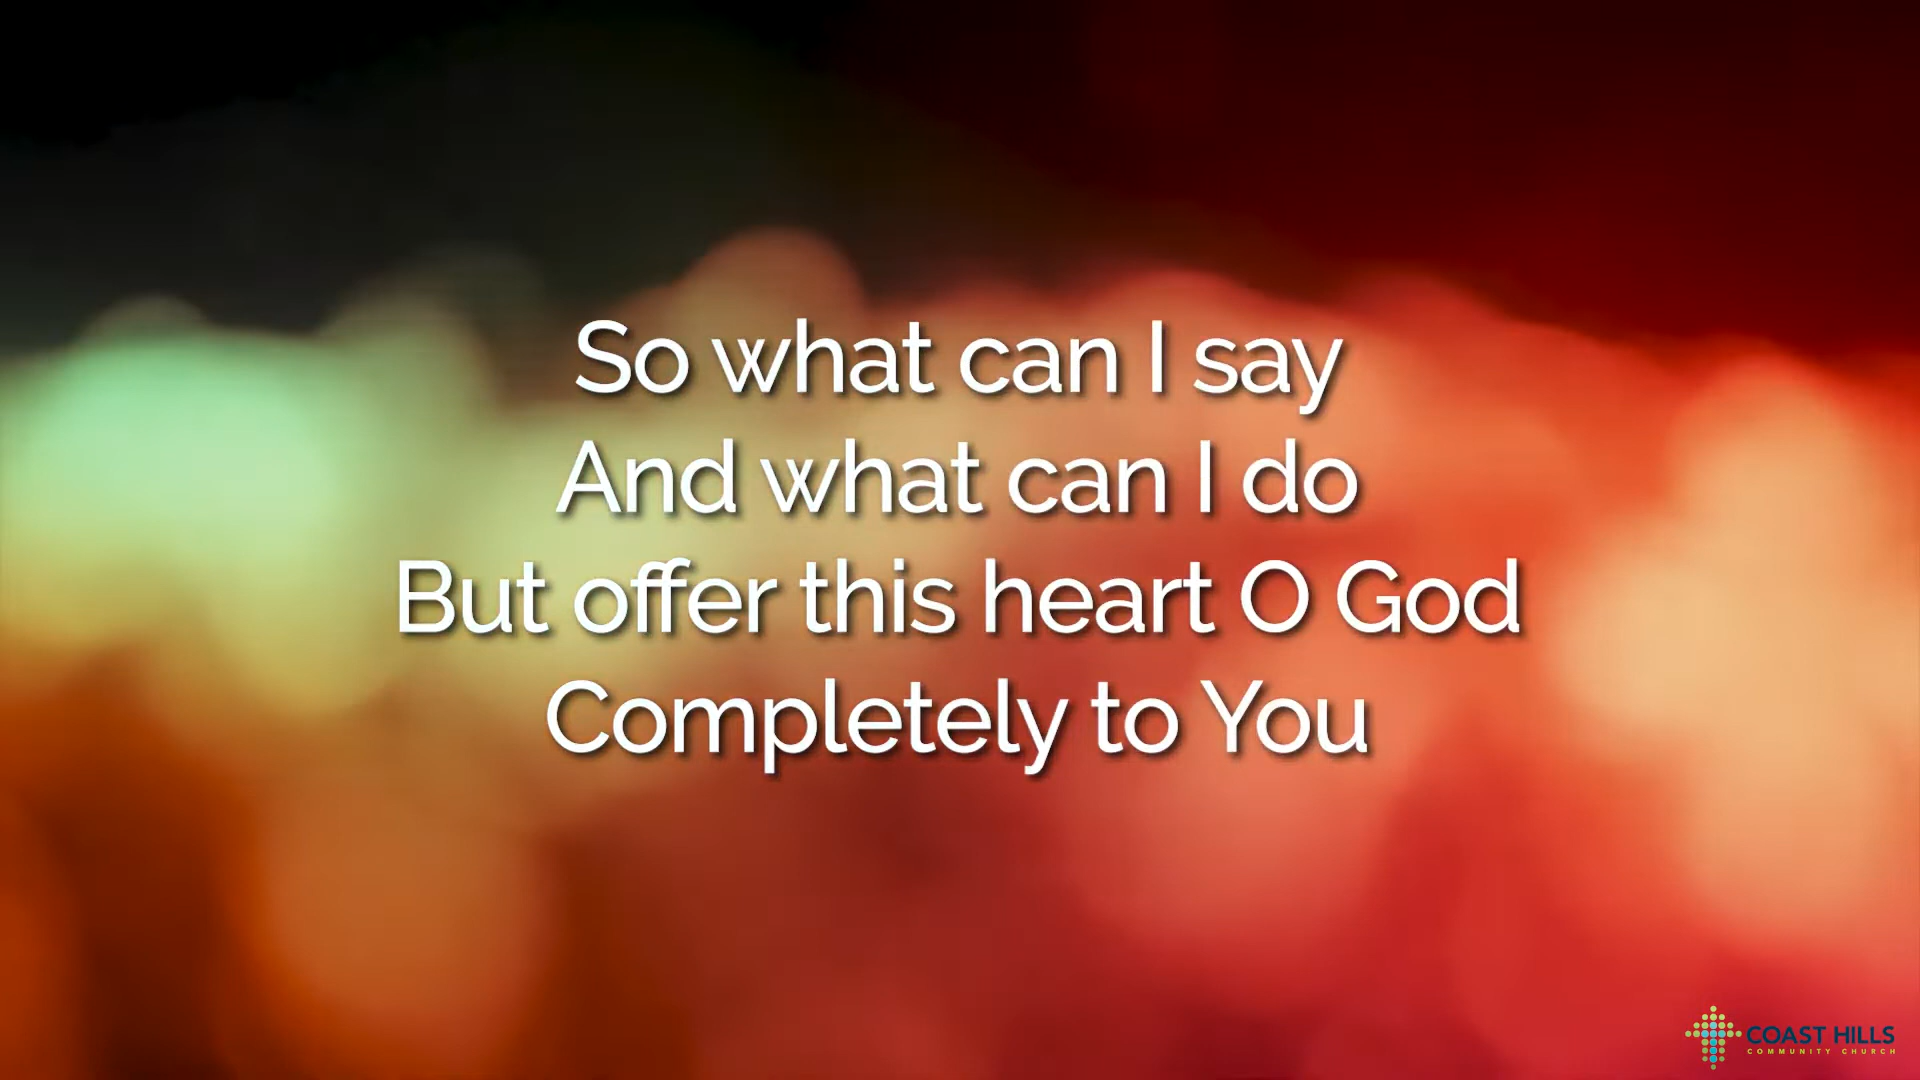 So what can I say
And what can I do
But offer this heart O God
Completely to You
COAST HILLS
COMMUNITY CHURCH